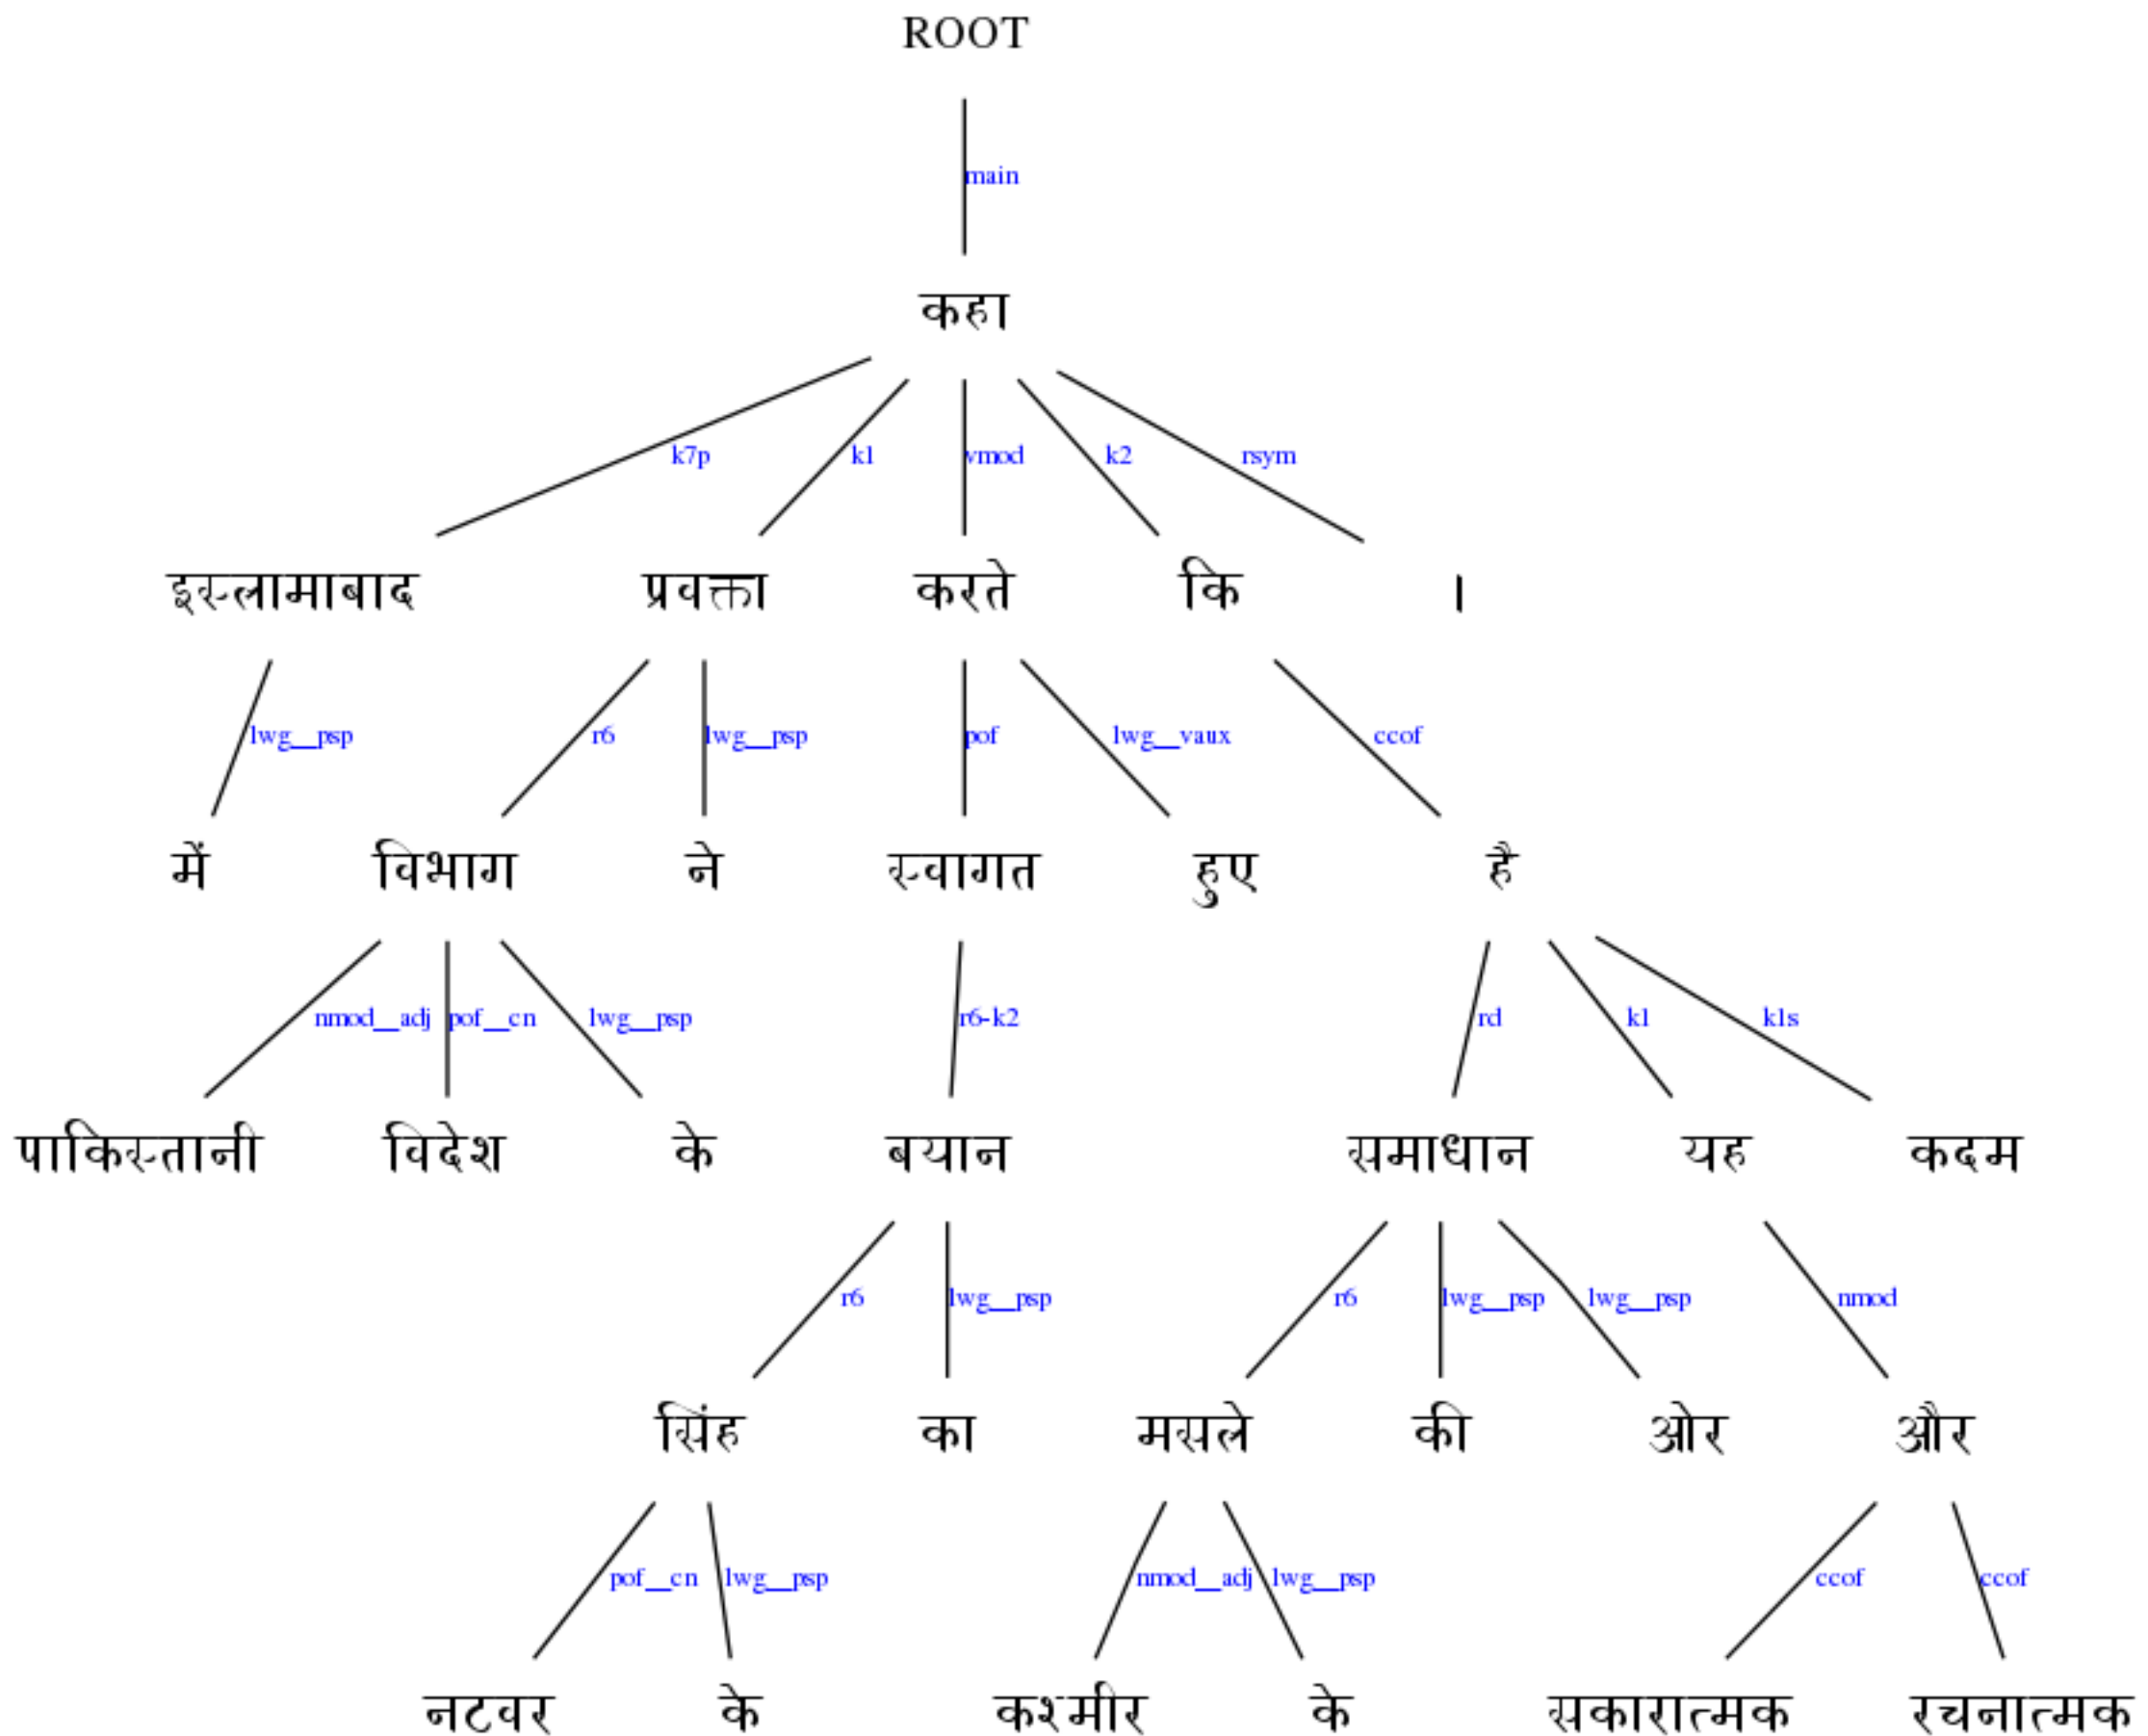 ROOT
main
कहा
k7p k1 vmod k2 rsym
इस्लामाबाद प्रवक्ता करते कि ।
lwg__psp r6 lwg__psp pof lwg__vaux ccof
में विभाग ने स्वागत हुए है
nmod__adj pof__cn lwg__psp r6-k2 rd k1 k1s
पाकिस्तानी विदेश के बयान समाधान यह कदम
r6 lwg__psp r6 lwg__psp lwg__psp nmod
सिंह का मसले की ओर और
pof__cn lwg__psp nmod__adj lwg__psp ccof ccof
नटवर के कश्मीर के सकारात्मक रचनात्मक